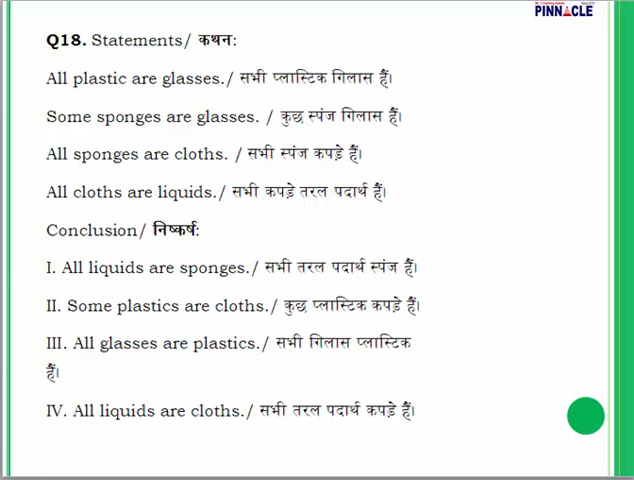 PINNACLE
Q18. Statements/ कथन:
All plastic are glasses./ सभी प्लास्टिक गिलास हैं।
Some sponges are glasses. / कुछ स्पंज गिलास हैं।
All sponges are cloths. / सभी स्पंज कपड़े हैं।
All cloths are liquids./ सभी कपड़े तरल पदार्थ हैं।
Conclusion/ निष्कर्ष:
I. All liquids are sponges./ सभी तरल पदार्थ स्पंज हैं।
II. Some plastics are cloths./ कुछ प्लास्टिक कपड़े हैं।
III. All glasses are plastics./ सभी गिलास प्लास्टिक
हैं।
IV. All liquids are cloths./ सभी तरल पदार्थ कपड़े हैं।